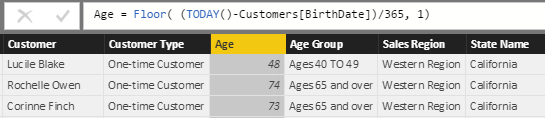 Age = Floor( (TODAY()-Customers[BirthDate])/365, 1)
Customer Customer Type Age Age Group Sales Region State Name
Lucile Blake One-time Customer 48 Ages 40 TO 49 Western Region California
Rochelle Owen One-time Customer 74 Ages 65 and over Western Region California
Corinne Finch One-time Customer 73 Ages 65 and over Western Region California